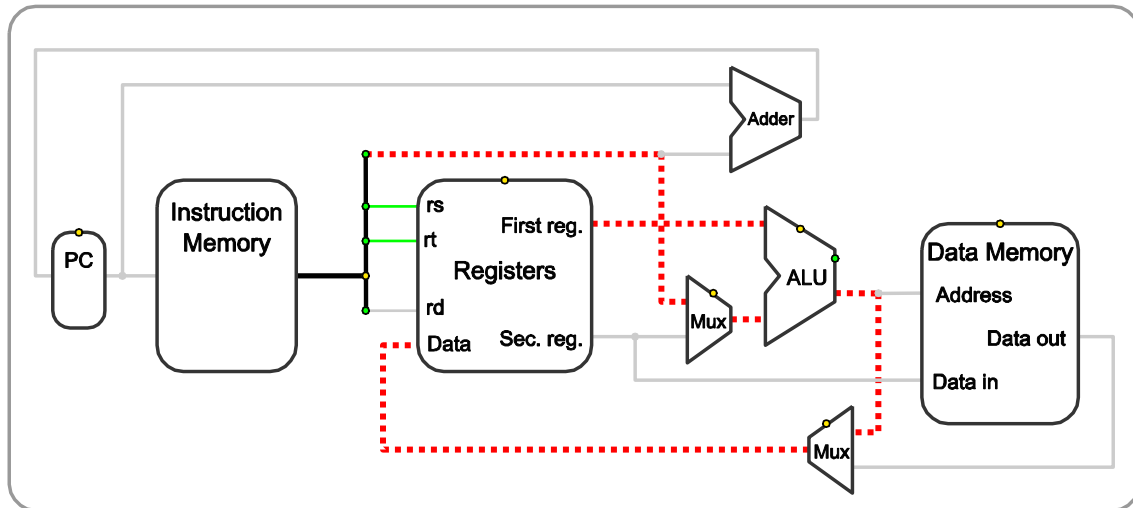 Adder
Instruction
Memory
PC
rs
rt
rd
Data
Registers
First reg.
Sec. reg.
Mux
ALU
Data Memory
Address
Data out
Data in
Mux